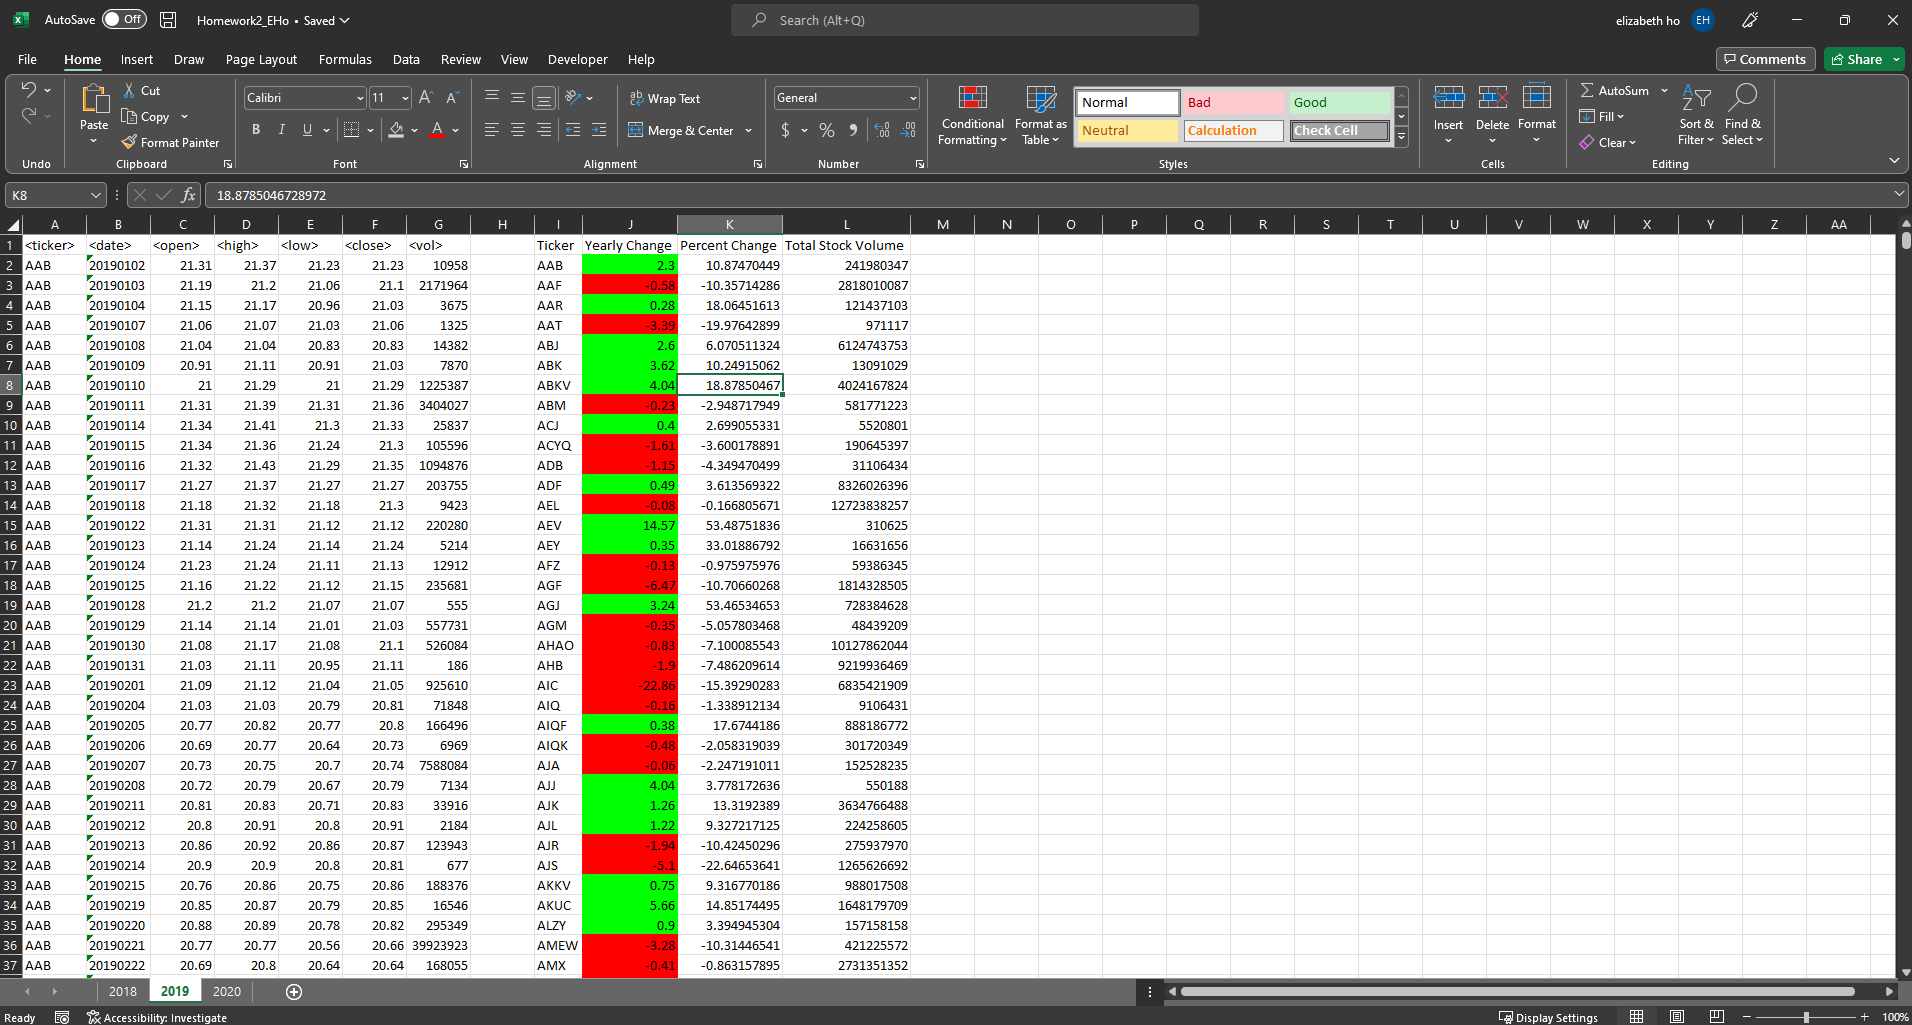 AutoSave Off Homework2_EHo • Saved Search (Alt+Q) elizabeth ho EH
File Home Insert Draw Page Layout Formulas Data Review View Developer Help Comments Share
Cut Calibri 11 Wrap Text General Normal Bad Good AutoSum
Paste Copy B I U Merge & Center $ % Conditional Formatting Format as Table Neutral Calculation Check Cell Insert Delete Format Fill Sort & Filter Find & Select
Format Painter Clear
Undo Clipboard Font Alignment Number Styles Cells Editing
K8 fx 18.8785046728972
A B C D E F G H I J K L M N O P Q R S T U V W X Y Z AA
1 <ticker> <date> <open> <high> <low> <close> <vol> Ticker Yearly Change Percent Change Total Stock Volume
2 AAB 20190102 21.31 21.37 21.23 21.23 10958 AAB 2.3 10.87470449 241980347
3 AAB 20190103 21.19 21.2 21.06 21.1 2171964 AAF -0.58 -10.35714286 2818010087
4 AAB 20190104 21.15 21.17 20.96 21.03 3675 AAR 0.28 18.06451613 121437103
5 AAB 20190107 21.06 21.07 21.03 21.06 1325 AAT -3.39 -19.97642899 971117
6 AAB 20190108 21.04 21.04 20.83 20.83 14382 ABJ 2.6 6.070511324 6124743753
7 AAB 20190109 20.91 21.11 20.91 21.03 7870 ABK 3.62 10.24915062 13091029
8 AAB 20190110 21 21.29 21 21.29 1225387 ABKV 4.04 18.87850467 4024167824
9 AAB 20190111 21.31 21.39 21.31 21.36 3404027 ABM -0.23 -2.948717949 581771223
10 AAB 20190114 21.34 21.41 21.3 21.33 25837 ACJ 0.4 2.699055331 5520801
11 AAB 20190115 21.34 21.36 21.24 21.3 105596 ACYQ -1.61 -3.600178891 190645397
12 AAB 20190116 21.32 21.43 21.29 21.35 1094876 ADB -1.15 -4.349470499 31106434
13 AAB 20190117 21.27 21.37 21.27 21.27 203755 ADF 0.49 3.613569322 8326026396
14 AAB 20190118 21.18 21.32 21.18 21.3 9423 AEL -0.08 -0.166805671 12723838257
15 AAB 20190122 21.31 21.31 21.12 21.12 220280 AEV 14.57 53.48751836 310625
16 AAB 20190123 21.14 21.24 21.14 21.24 5214 AEY 0.35 33.01886792 16631656
17 AAB 20190124 21.23 21.24 21.11 21.13 12912 AFZ -0.13 -0.975975976 59386345
18 AAB 20190125 21.16 21.22 21.12 21.15 235681 AGF -6.47 -10.70660268 1814328505
19 AAB 20190128 21.2 21.2 21.07 21.07 555 AGJ 3.24 53.46534653 728384628
20 AAB 20190129 21.14 21.14 21.01 21.03 557731 AGM -0.35 -5.057803468 48439209
21 AAB 20190130 21.08 21.17 21.08 21.1 526084 AHAO -0.83 -7.100085543 10127862044
22 AAB 20190131 21.03 21.11 20.95 21.11 186 AHB -1.9 -7.486209614 9219936469
23 AAB 20190201 21.09 21.12 21.04 21.05 925610 AIC -22.86 -15.39290283 6835421909
24 AAB 20190204 21.03 21.03 20.79 20.81 71848 AIQ -0.16 -1.338912134 9106431
25 AAB 20190205 20.77 20.82 20.77 20.8 166496 AIQF 0.38 17.6744186 888186772
26 AAB 20190206 20.69 20.77 20.64 20.73 6969 AIQK -0.48 -2.058319039 301720349
27 AAB 20190207 20.73 20.75 20.7 20.74 7588084 AJA -0.06 -2.247191011 152528235
28 AAB 20190208 20.72 20.79 20.67 20.79 7134 AJJ 4.04 3.778172636 550188
29 AAB 20190211 20.81 20.83 20.71 20.83 33916 AJK 1.26 13.3192389 3634766488
30 AAB 20190212 20.8 20.91 20.8 20.91 2184 AJL 1.22 9.327217125 224258605
31 AAB 20190213 20.86 20.92 20.86 20.87 123943 AJR -1.94 -10.42450296 275937970
32 AAB 20190214 20.9 20.9 20.8 20.81 677 AJS -5.1 -22.64653641 1265626692
33 AAB 20190215 20.76 20.86 20.75 20.86 188376 AKKV 0.75 9.316770186 988017508
34 AAB 20190219 20.85 20.87 20.79 20.85 16546 AKUC 5.66 14.85174495 1648179709
35 AAB 20190220 20.88 20.89 20.78 20.82 295349 ALZY 0.9 3.394945304 157158158
36 AAB 20190221 20.77 20.77 20.56 20.66 39923923 AMEW -3.28 -10.31446541 421225572
37 AAB 20190222 20.69 20.8 20.64 20.64 168055 AMX -0.41 -0.863157895 2731351352
2018 2019 2020
Ready Accessibility: Investigate Display Settings 100%